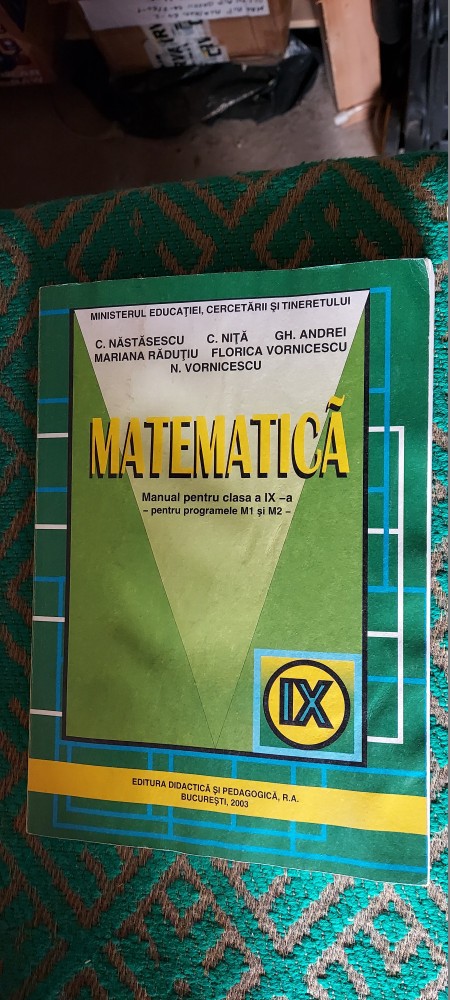 MINISTERUL EDUCAȚIEI, CERCETĂRII ȘI TINERETULUI
C. NĂSTĂSESCU C. NIȚĂ GH. ANDREI
MARIANA RĂDUȚIU FLORICA VORNICESCU
N. VORNICESCU
MATEMATICĂ
Manual pentru clasa a IX –a
– pentru programele M1 și M2 –
IX
EDITURA DIDACTICĂ ȘI PEDAGOGICĂ, R.A.
BUCUREȘTI, 2003